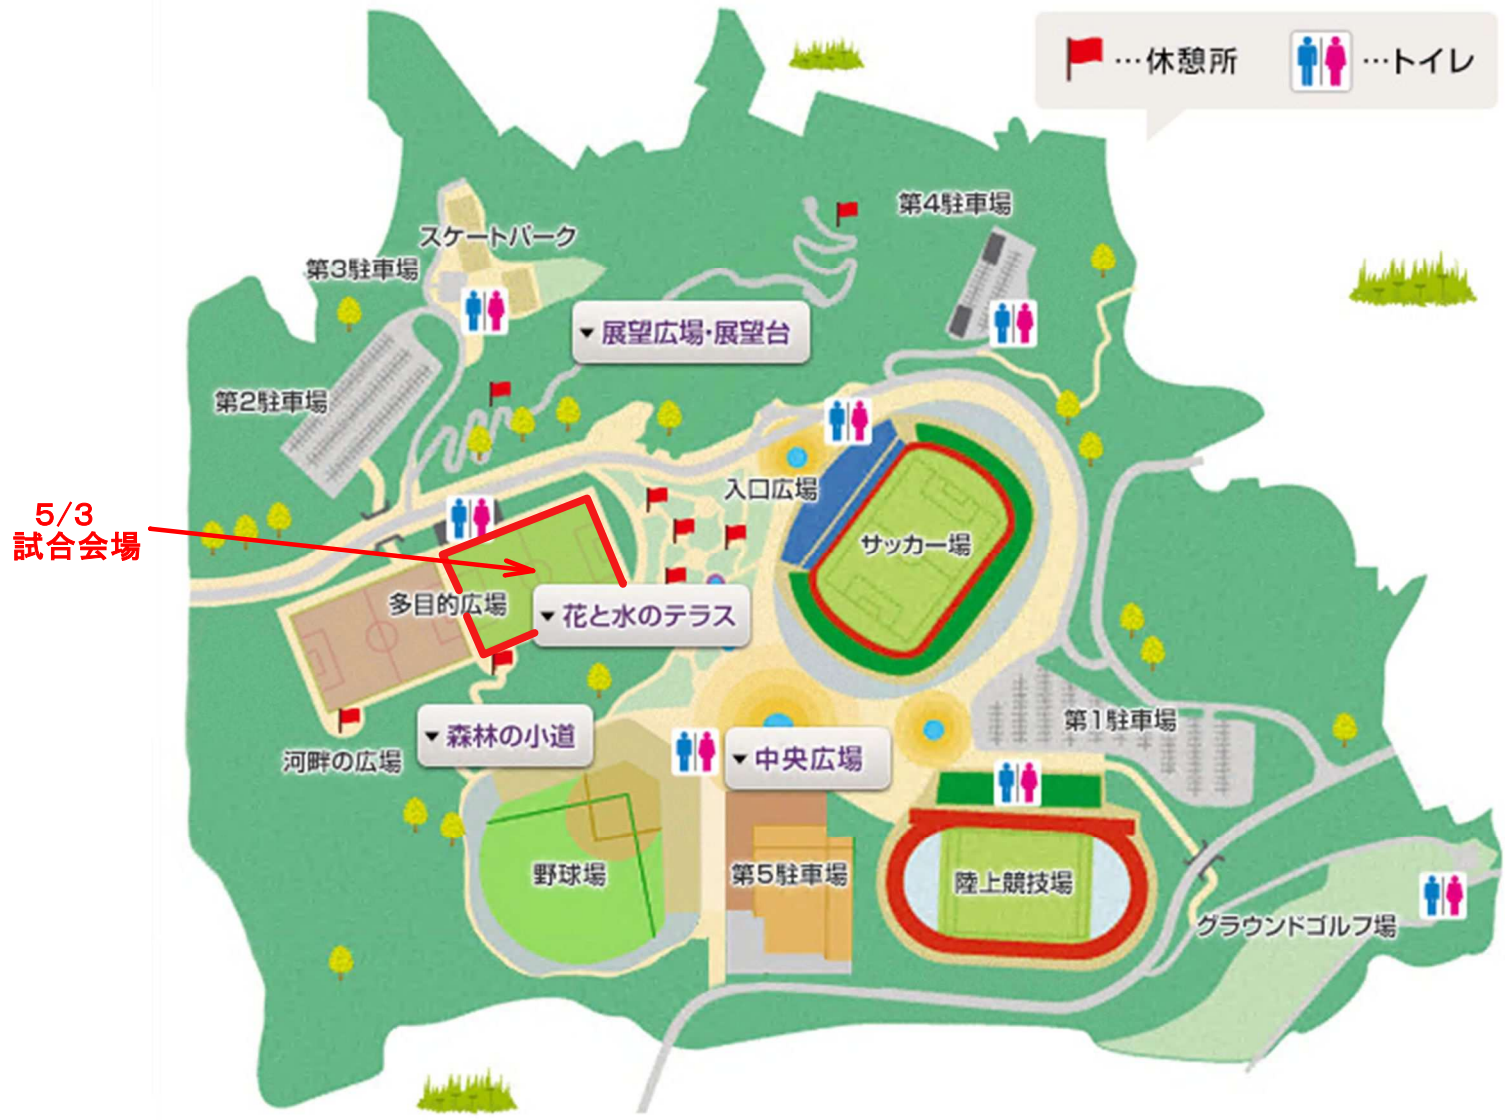 …休憩所
…トイレ
第4駐車場
スケートパーク
第3駐車場
展望広場・展望台
第2駐車場
入口広場
5/3
試合会場
サッカー場
多目的広場
花と水のテラス
第1駐車場
森林の小道
中央広場
河畔の広場
野球場
第5駐車場
陸上競技場
グラウンドゴルフ場